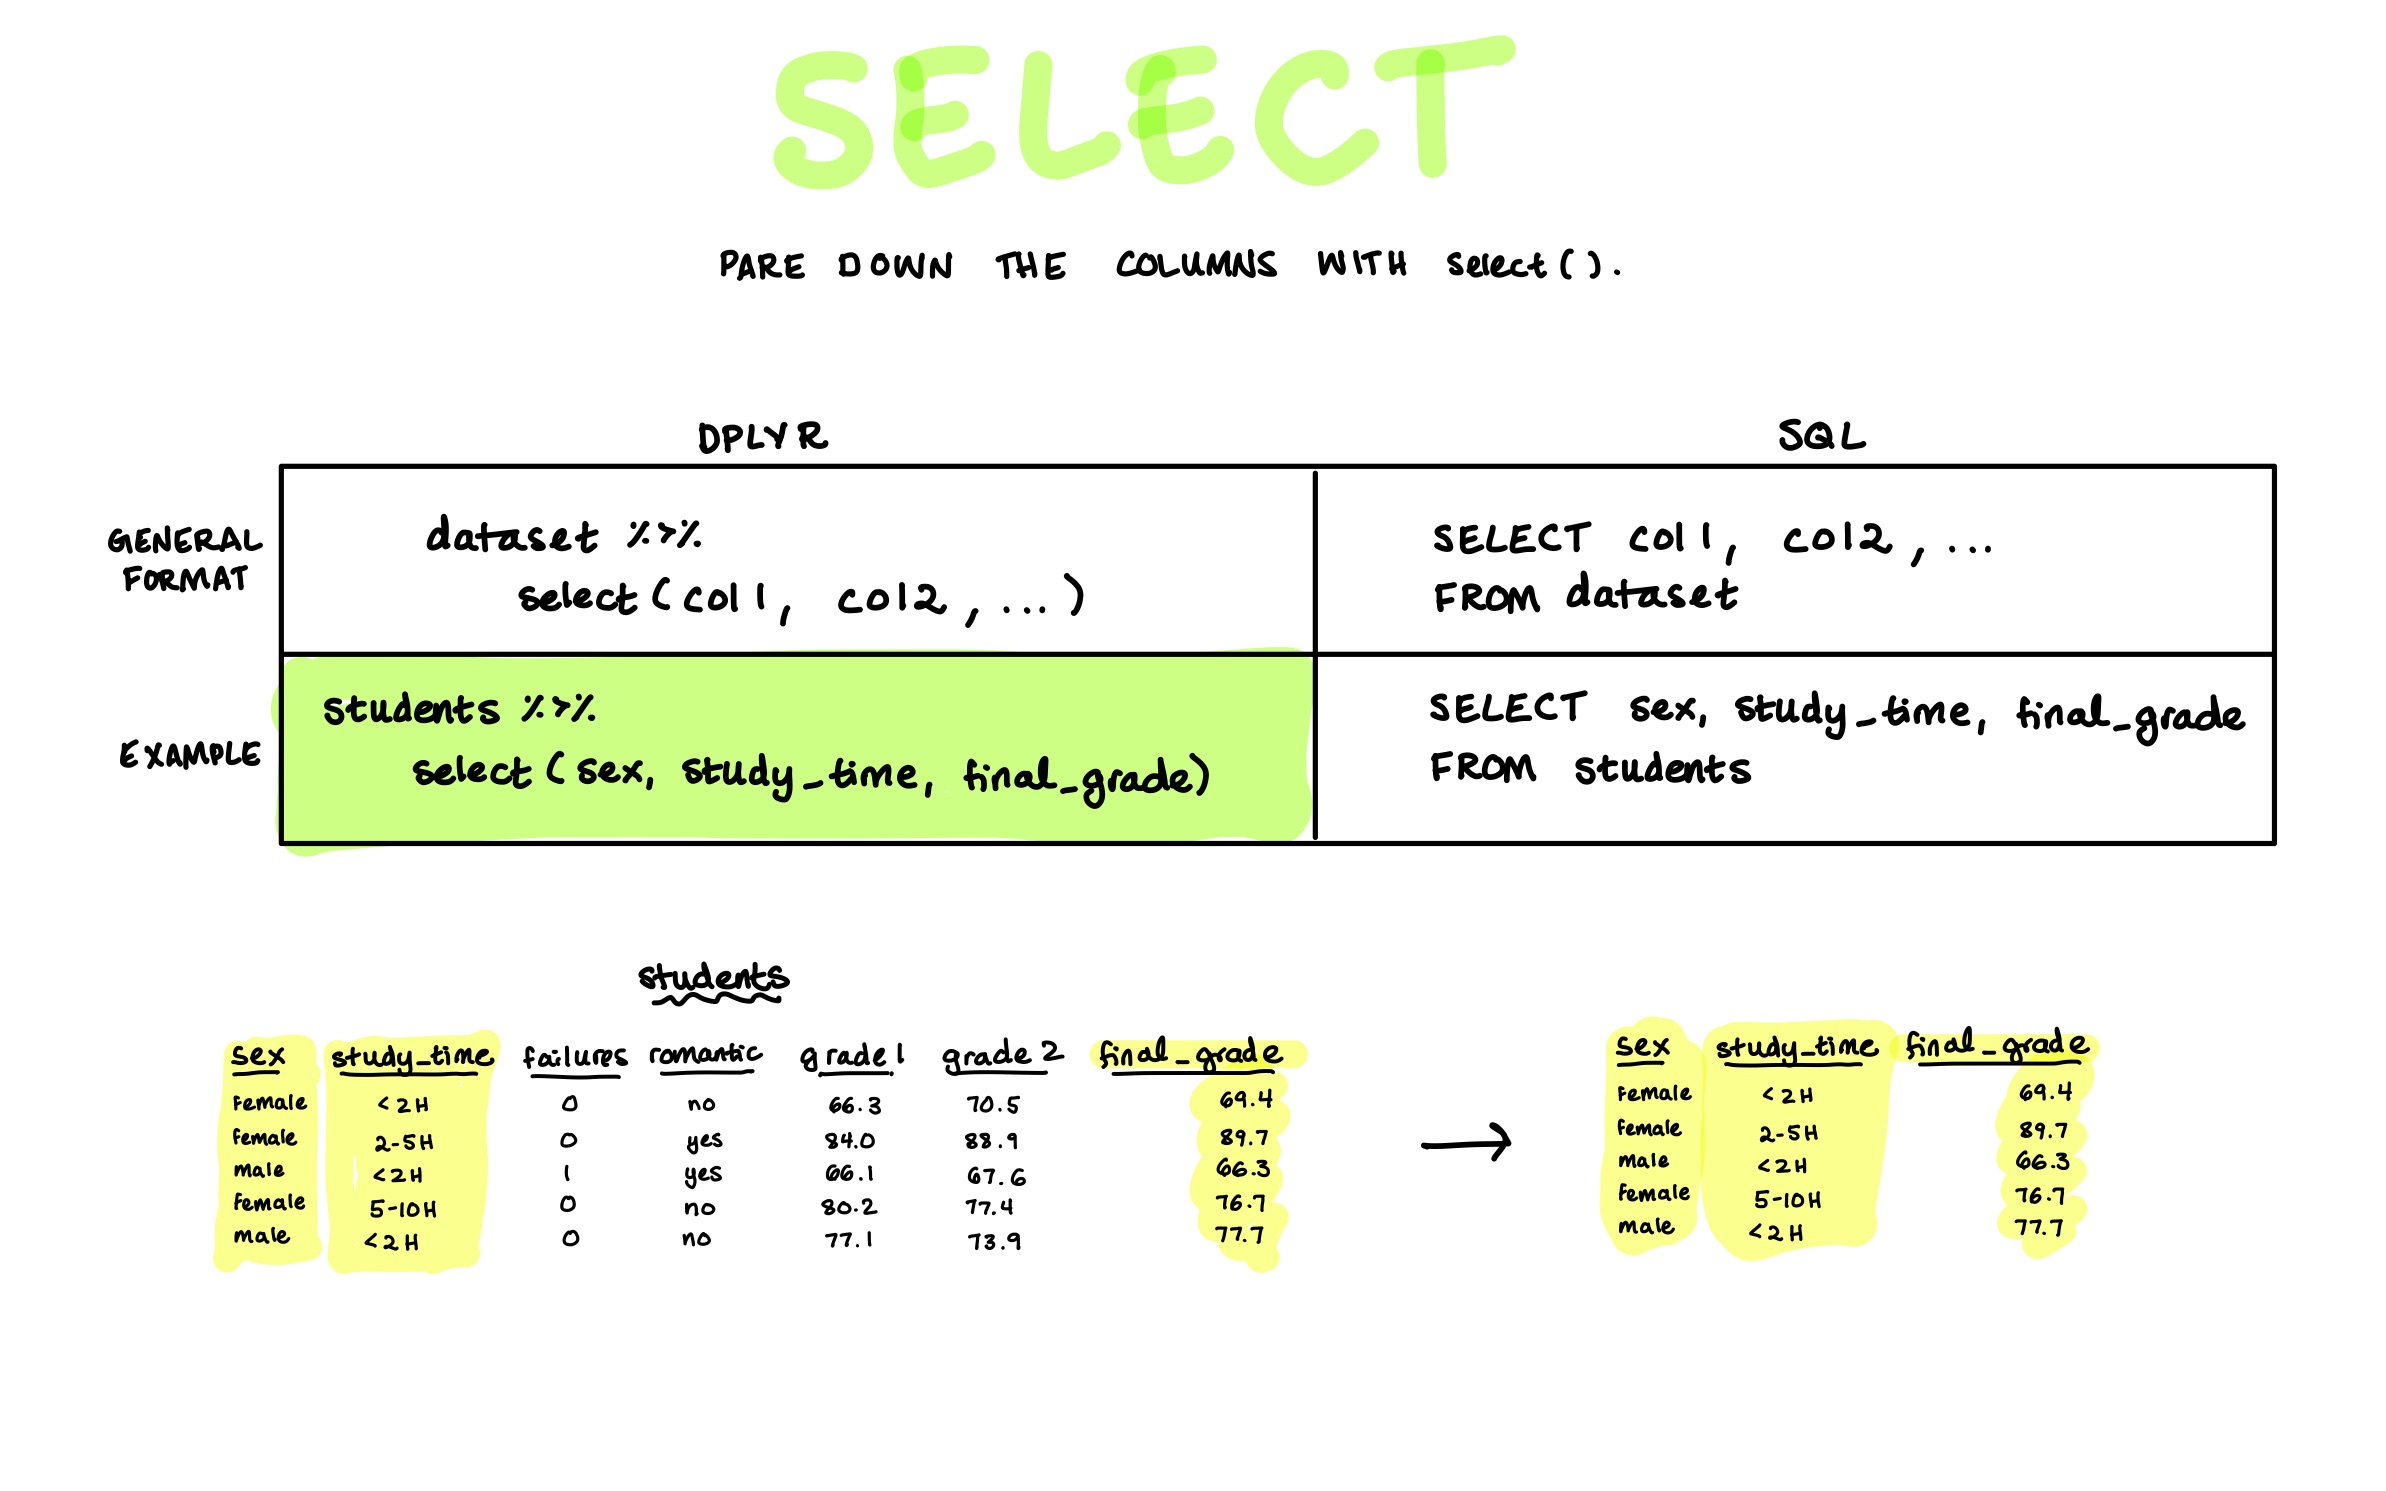 SELECT
PARE DOWN THE COLUMNS WITH select().
DPLYR SQL
GENERAL FORMAT
dataset %>%
select(col1, col2, ...)
SELECT col1, col2, ...
FROM dataset
EXAMPLE
students %>%
select(sex, study_time, final_grade)
SELECT sex, study_time, final_grade
FROM students
students
sex study_time failures romantic grade1 grade2 final_grade
female <2H 0 no 66.3 70.5 69.4
female 2-5H 0 yes 84.0 88.9 89.7
male <2H 1 yes 66.1 67.6 66.3
female 5-10H 0 no 80.2 77.4 76.7
male <2H 0 no 77.1 73.9 77.7
sex study_time final_grade
female <2H 69.4
female 2-5H 89.7
male <2H 66.3
female 5-10H 76.7
male <2H 77.7